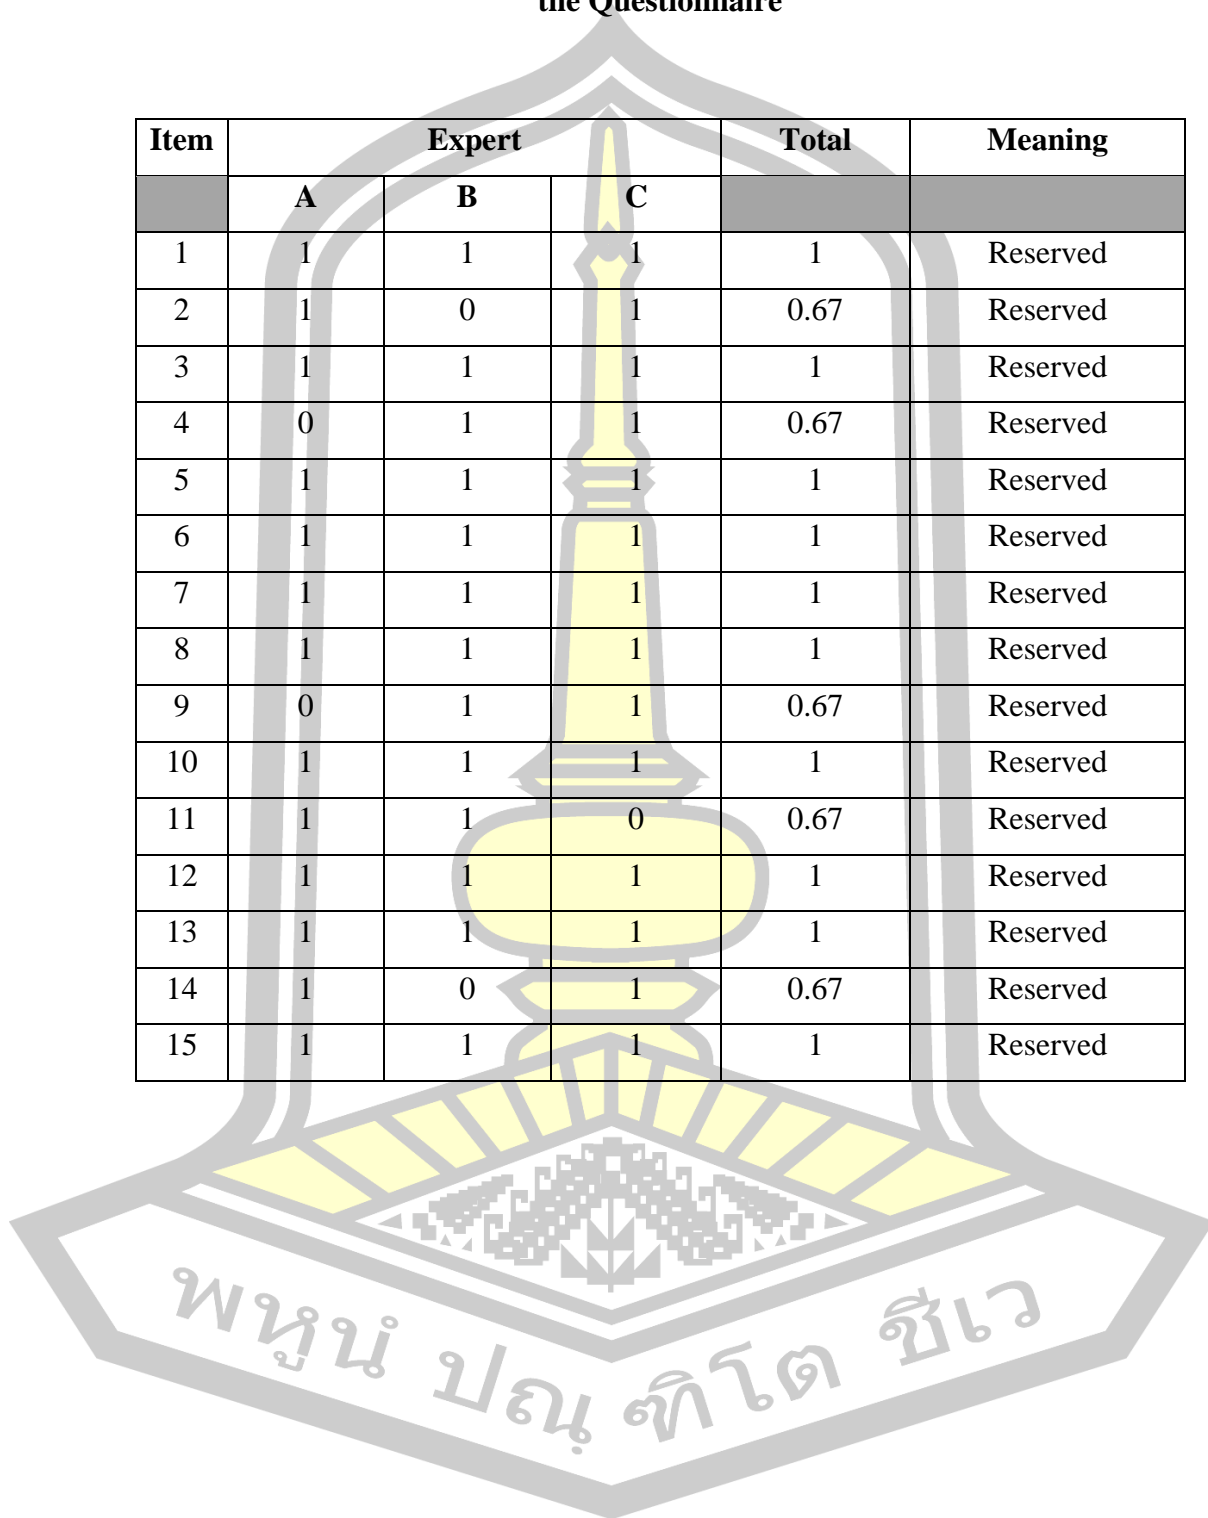 the Questionnaire
Item Expert Total Meaning
A B C
1 1 1 1 1 Reserved
2 1 0 1 0.67 Reserved
3 1 1 1 1 Reserved
4 0 1 1 0.67 Reserved
5 1 1 1 1 Reserved
6 1 1 1 1 Reserved
7 1 1 1 1 Reserved
8 1 1 1 1 Reserved
9 0 1 1 0.67 Reserved
10 1 1 1 1 Reserved
11 1 1 0 0.67 Reserved
12 1 1 1 1 Reserved
13 1 1 1 1 Reserved
14 1 0 1 0.67 Reserved
15 1 1 1 1 Reserved
พหูนํ ปณฺฑิโต ชีเว